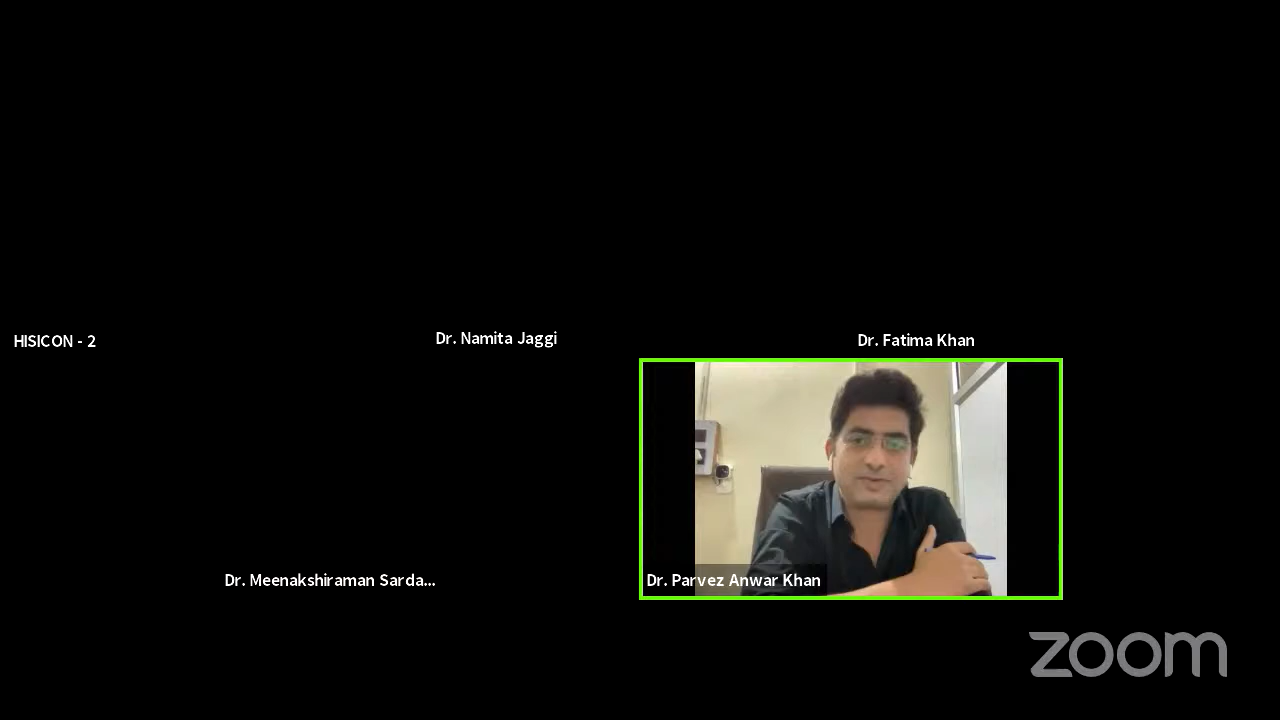 HISICON - 2
Dr. Namita Jaggi
Dr. Fatima Khan
Dr. Meenakshiraman Sarda...
Dr. Parvez Anwar Khan
zoom